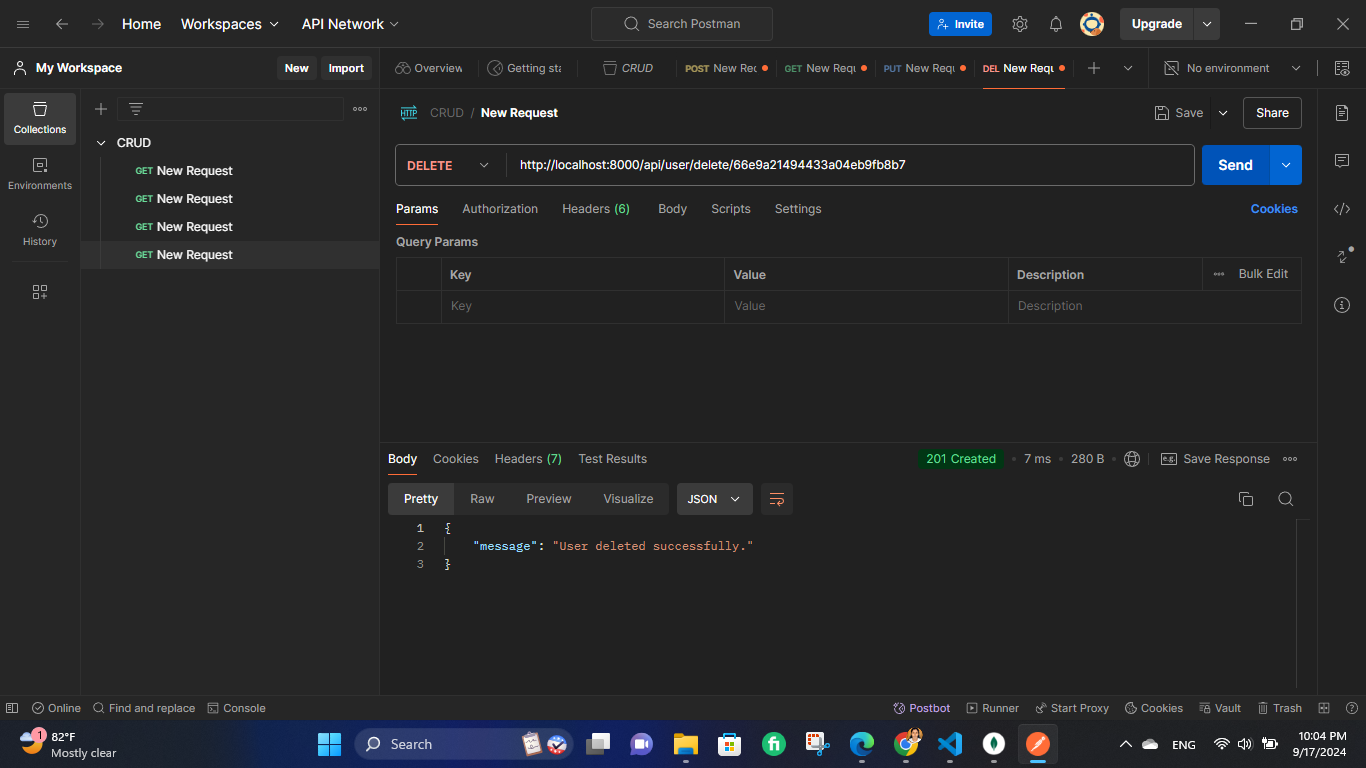 Home Workspaces API Network Search Postman Invite Upgrade
My Workspace New Import Overview Getting sta CRUD POST New Rec GET New Requ PUT New Requ DEL New Requ No environment
Collections
Environments
History
CRUD
GET New Request
GET New Request
GET New Request
GET New Request
HTTP CRUD / New Request Save Share
DELETE http://localhost:8000/api/user/delete/66e9a21494433a04eb9fb8b7 Send
Params Authorization Headers (6) Body Scripts Settings Cookies
Query Params
Key Value Description Bulk Edit
Key Value Description
Body Cookies Headers (7) Test Results 201 Created 7 ms 280 B e.g. Save Response
Pretty Raw Preview Visualize JSON
1 {
2 "message": "User deleted successfully."
3 }
Online Find and replace Console Postbot Runner Start Proxy Cookies Vault Trash
1 82°F
Mostly clear
Search
fi
ENG
10:04 PM
9/17/2024